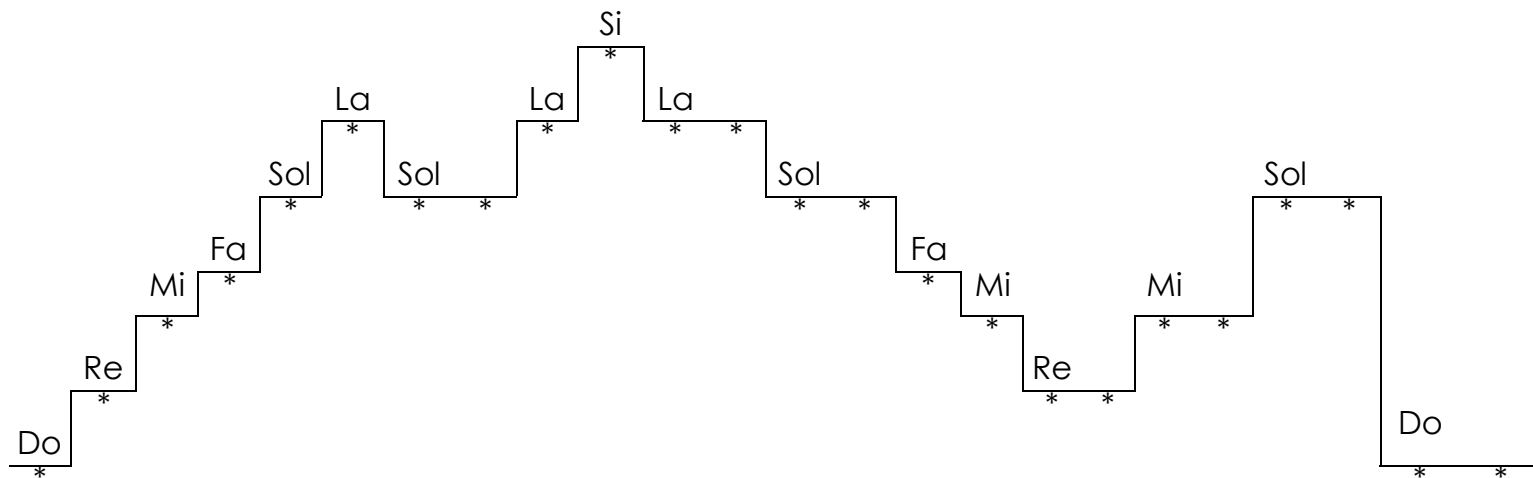 Si
*
La La La
* * * *
Sol Sol Sol Sol
* * * * * * *
Fa Fa
* *
Mi Mi Mi
* * * *
Re Re
* * *
Do Do
* * *